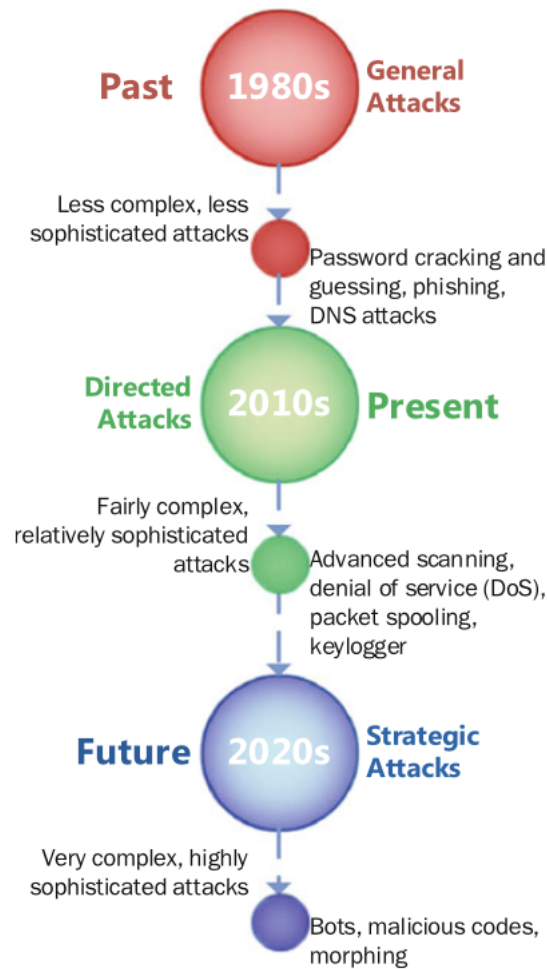 Past
1980s
General
Attacks
Less complex, less
sophisticated attacks
Password cracking and
guessing, phishing,
DNS attacks
Directed
Attacks
2010s
Present
Fairly complex,
relatively sophisticated
attacks
Advanced scanning,
denial of service (DoS),
packet spooling,
keylogger
Future
2020s
Strategic
Attacks
Very complex, highly
sophisticated attacks
Bots, malicious codes,
morphing